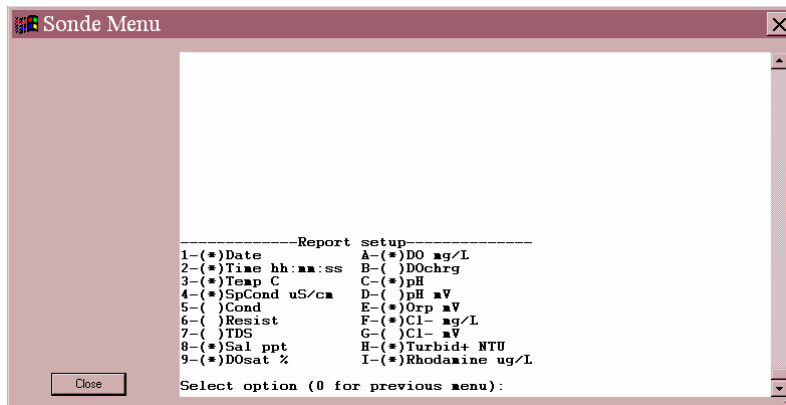 Sonde Menu
-------------Report setup--------------
1-(*)Date A-(*)DO mg/L
2-(*)Time hh:mm:ss B-( )DOchrg
3-(*)Temp C C-(*)pH
4-(*)SpCond uS/cm D-( )pH mV
5-( )Cond E-(*)Orp mV
6-( )Resist F-(*)Cl- mg/L
7-( )TDS G-( )Cl- mV
8-(*)Sal ppt H-(*)Turbid+ NTU
9-(*)DOsat % I-(*)Rhodamine ug/L
Select option (0 for previous menu):
Close